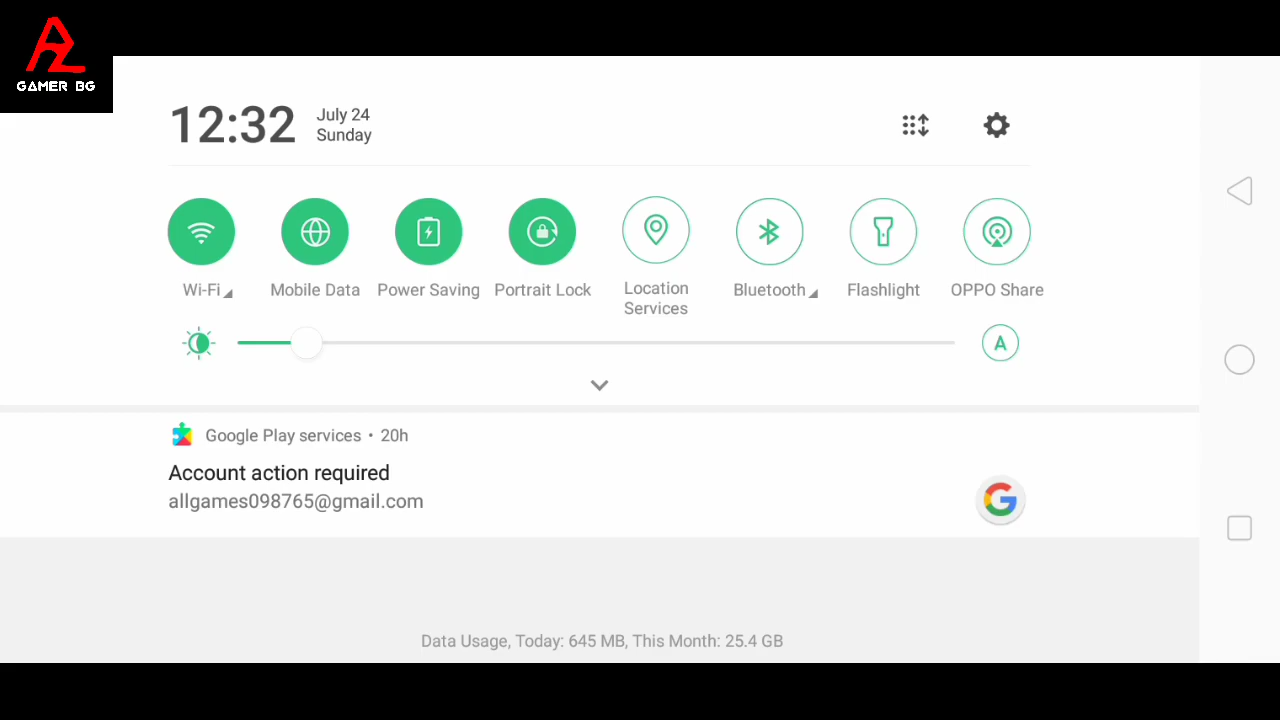 GAMER BG
12:32
July 24
Sunday
Wi-Fi
Mobile Data
Power Saving
Portrait Lock
Location
Services
Bluetooth
Flashlight
OPPO Share
A
Google Play services • 20h
Account action required
allgames098765@gmail.com
G
Data Usage, Today: 645 MB, This Month: 25.4 GB